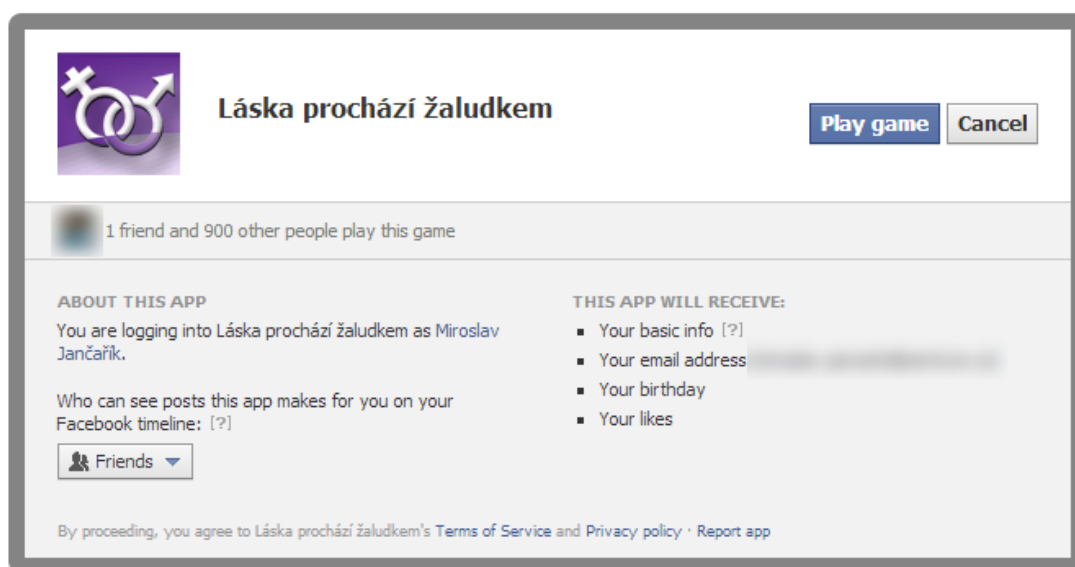 Láska prochází žaludkem
Play game
Cancel
1 friend and 900 other people play this game
ABOUT THIS APP
You are logging into Láska prochází žaludkem as Miroslav
Jančařík.
Who can see posts this app makes for you on your
Facebook timeline: [?]
Friends
THIS APP WILL RECEIVE:
Your basic info [?]
Your email address
Your birthday
Your likes
By proceeding, you agree to Láska prochází žaludkem's Terms of Service and Privacy policy · Report app